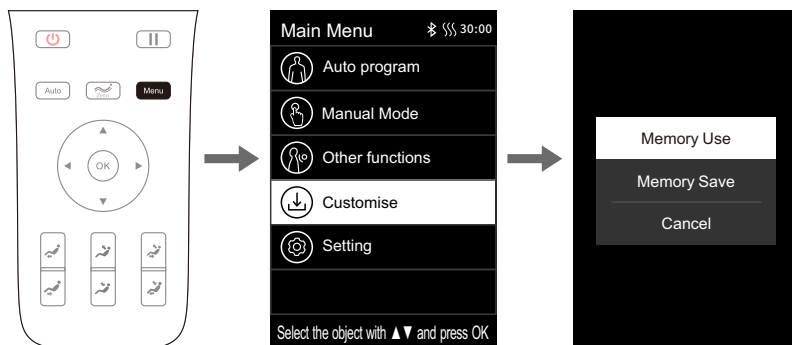 Auto
Zero
Menu
OK
Main Menu 30:00
Auto program
Manual Mode
Other functions
Customise
Setting
Select the object with ▲▼ and press OK
Memory Use
Memory Save
Cancel